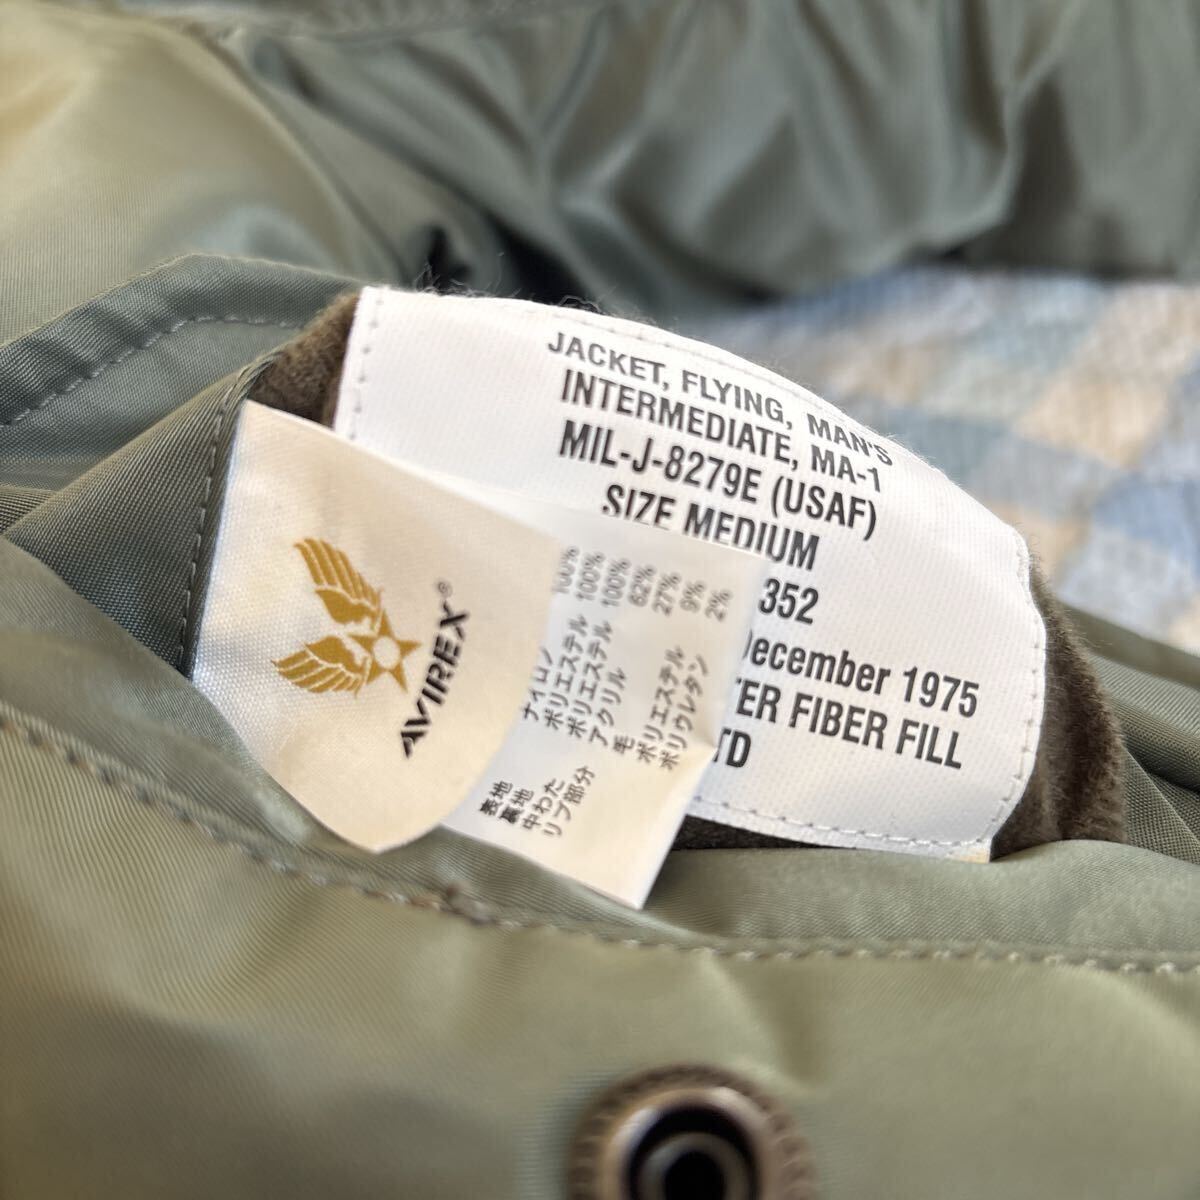 JACKET, FLYING, MAN'S
INTERMEDIATE, MA-1
MIL-J-8279E (USAF)
SIZE MEDIUM
352
December 1975
TER FIBER FILL
TD
AVIREX®
表地 ナイロン 100%
裏地 ポリエステル 100%
中わた ポリエステル 100%
リブ部分 アクリル 62%
毛 27%
ポリエステル 9%
ポリウレタン 2%